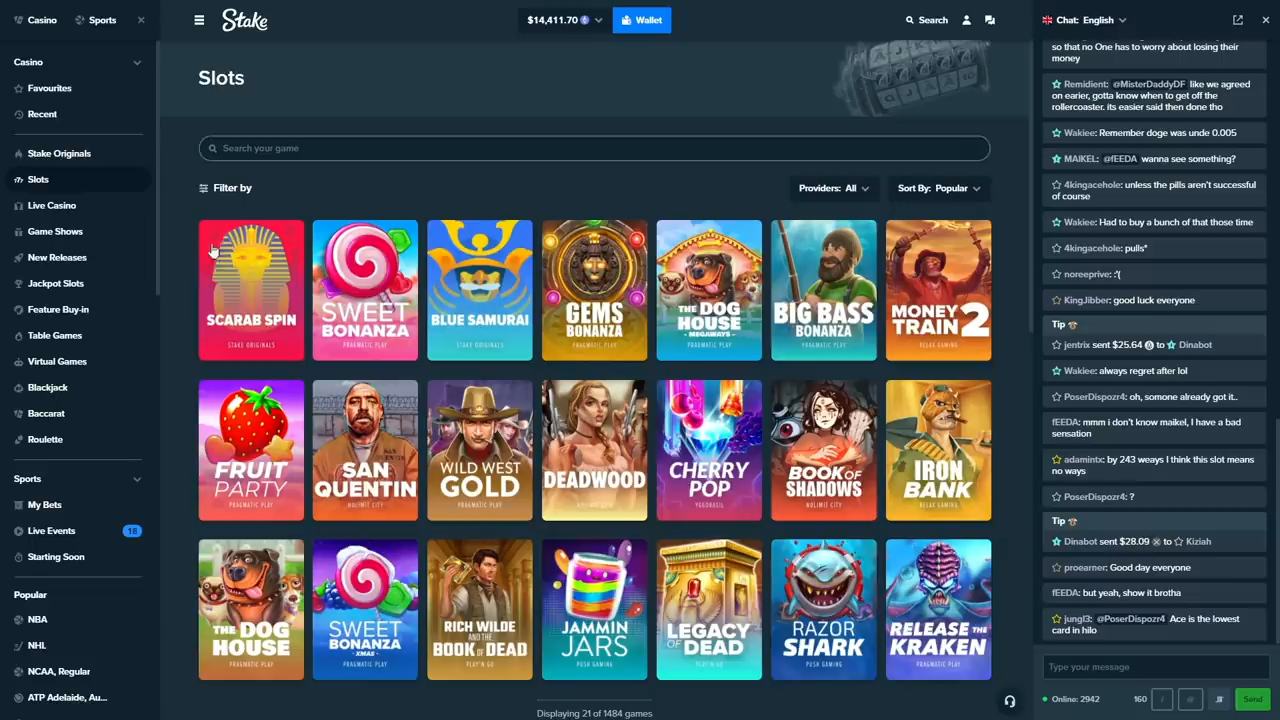 Casino
Sports
Stake
$14,411.70
Wallet
Search
Chat: English
Casino
Favourites
Recent
Stake Originals
Slots
Live Casino
Game Shows
New Releases
Jackpot Slots
Feature Buy-in
Table Games
Virtual Games
Blackjack
Baccarat
Roulette
Sports
My Bets
Live Events 18
Starting Soon
Popular
NBA
NHL
NCAA, Regular
ATP Adelaide, Au...
Slots
Search your game
Filter by
Providers: All
Sort By: Popular
SCARAB SPIN
STAKE ORIGINALS
SWEET
BONANZA
PRAGMATIC PLAY
BLUE SAMURAI
STAKE ORIGINALS
GEMS
BONANZA
PRAGMATIC PLAY
THE DOG
HOUSE
- MEGAWAYS -
PRAGMATIC PLAY
BIG BASS
BONANZA
PRAGMATIC PLAY
MONEY
TRAIN 2
RELAX GAMING
FRUIT
PARTY
PRAGMATIC PLAY
SAN
QUENTIN
NOLIMIT CITY
WILD WEST
GOLD
PRAGMATIC PLAY
DEADWOOD
CHERRY
POP
YGGDRASIL
BOOK OF
SHADOWS
NOLIMIT CITY
IRON
BANK
RELAX GAMING
THE DOG
HOUSE
PRAGMATIC PLAY
SWEET
BONANZA
- XMAS -
PRAGMATIC PLAY
RICH WILDE
AND THE
BOOK OF DEAD
PLAY'N GO
JAMMIN
JARS
PUSH GAMING
LEGACY
OF DEAD
PLAY'N GO
RAZOR
SHARK
PUSH GAMING
RELEASE THE
KRAKEN
PRAGMATIC PLAY
Displaying 21 of 1484 games
so that no One has to worry about losing their
money
Remidient: @MisterDaddyDF like we agreed
on earier, gotta know when to get off the
rollercoaster. its easier said then done tho
Wakiee: Remember doge was unde 0.005
MAIKEL: @fEEDA wanna see something?
4kingacehole: unless the pills aren't successful
of course
Wakiee: Had to buy a bunch of that those time
4kingacehole: pulls*
noreeprive: :'(
KingJibber: good luck everyone
Tip
jentrix sent $25.64 to Dinabot
Wakiee: always regret after lol
PoserDispozr4: oh, somone already got it..
fEEDA: mmm i don't know maikel, I have a bad
sensation
adamintx: by 243 weays I think this slot means
no ways
PoserDispozr4: ?
Tip
Dinabot sent $28.09 to Kiziah
proearner: Good day everyone
fEEDA: but yeah, show it brotha
jungl3: @PoserDispozr4 Ace is the lowest
card in hilo
Type your message
Online: 2942
160
Send